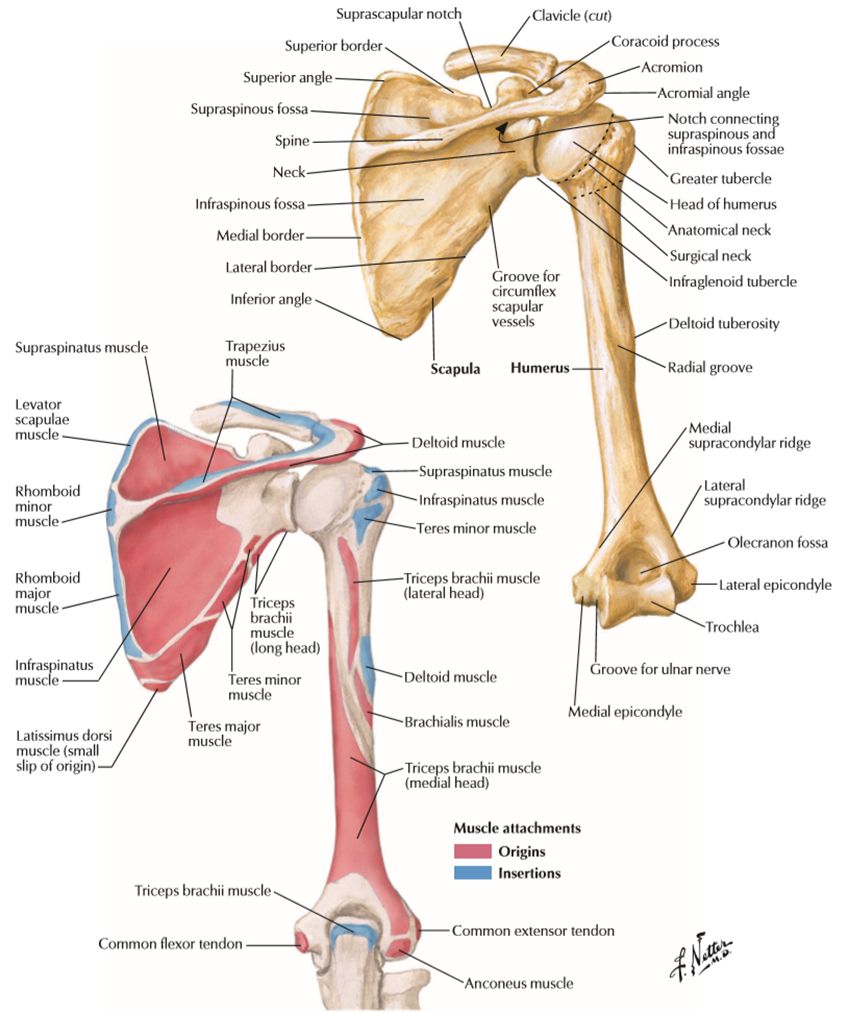 Suprascapular notch
Clavicle (cut)
Superior border
Coracoid process
Superior angle
Acromion
Supraspinous fossa
Acromial angle
Spine
Notch connecting
supraspinous and
infraspinous fossae
Neck
Greater tubercle
Infraspinous fossa
Head of humerus
Medial border
Anatomical neck
Lateral border
Surgical neck
Inferior angle
Groove for
circumflex
scapular
vessels
Infraglenoid tubercle
Deltoid tuberosity
Scapula
Humerus
Radial groove
Medial
supracondylar ridge
Lateral
supracondylar ridge
Olecranon fossa
Lateral epicondyle
Trochlea
Groove for ulnar nerve
Medial epicondyle
Supraspinatus muscle
Trapezius
muscle
Levator
scapulae
muscle
Deltoid muscle
Supraspinatus muscle
Rhomboid
minor
muscle
Infraspinatus muscle
Teres minor muscle
Rhomboid
major
muscle
Triceps brachii muscle
(lateral head)
Triceps
brachii
muscle
(long head)
Infraspinatus
muscle
Teres minor
muscle
Deltoid muscle
Teres major
muscle
Brachialis muscle
Latissimus dorsi
muscle (small
slip of origin)
Triceps brachii muscle
(medial head)
Muscle attachments
Origins
Insertions
Triceps brachii muscle
Common flexor tendon
Common extensor tendon
Anconeus muscle
F. Netter
M.D.